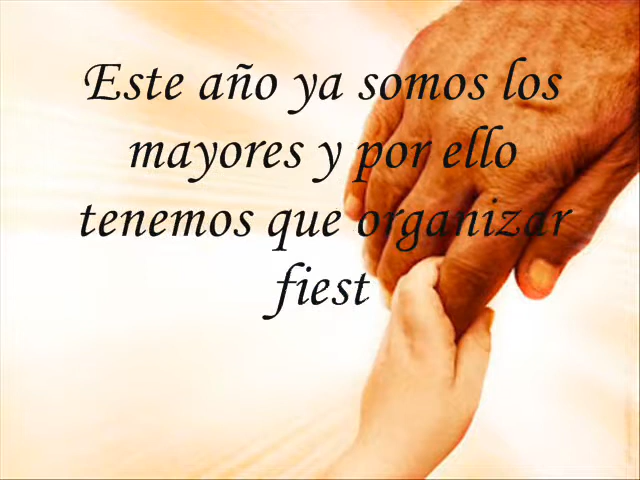 Este año ya somos los
mayores y por ello
tenemos que organizar
fiest